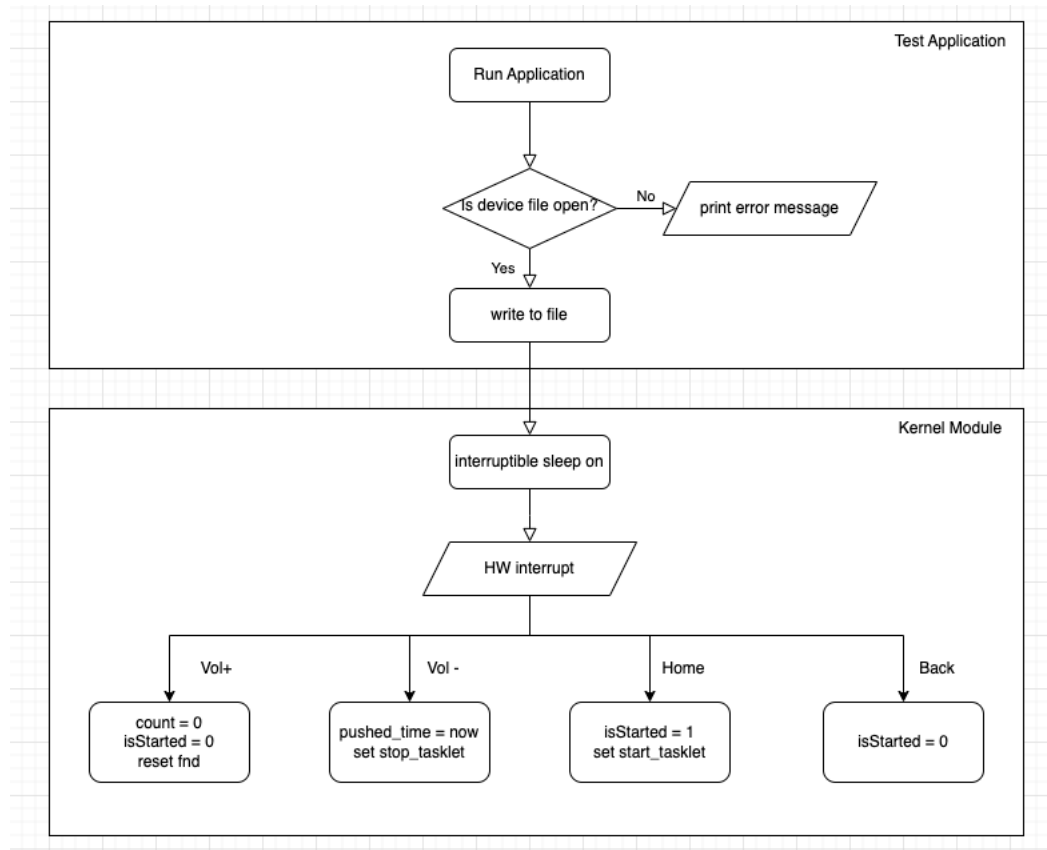 Test Application
Run Application
Is device file open?
No
print error message
Yes
write to file
Kernel Module
interruptible sleep on
HW interrupt
Vol+
Vol -
Home
Back
count = 0
isStarted = 0
reset fnd
pushed_time = now
set stop_tasklet
isStarted = 1
set start_tasklet
isStarted = 0